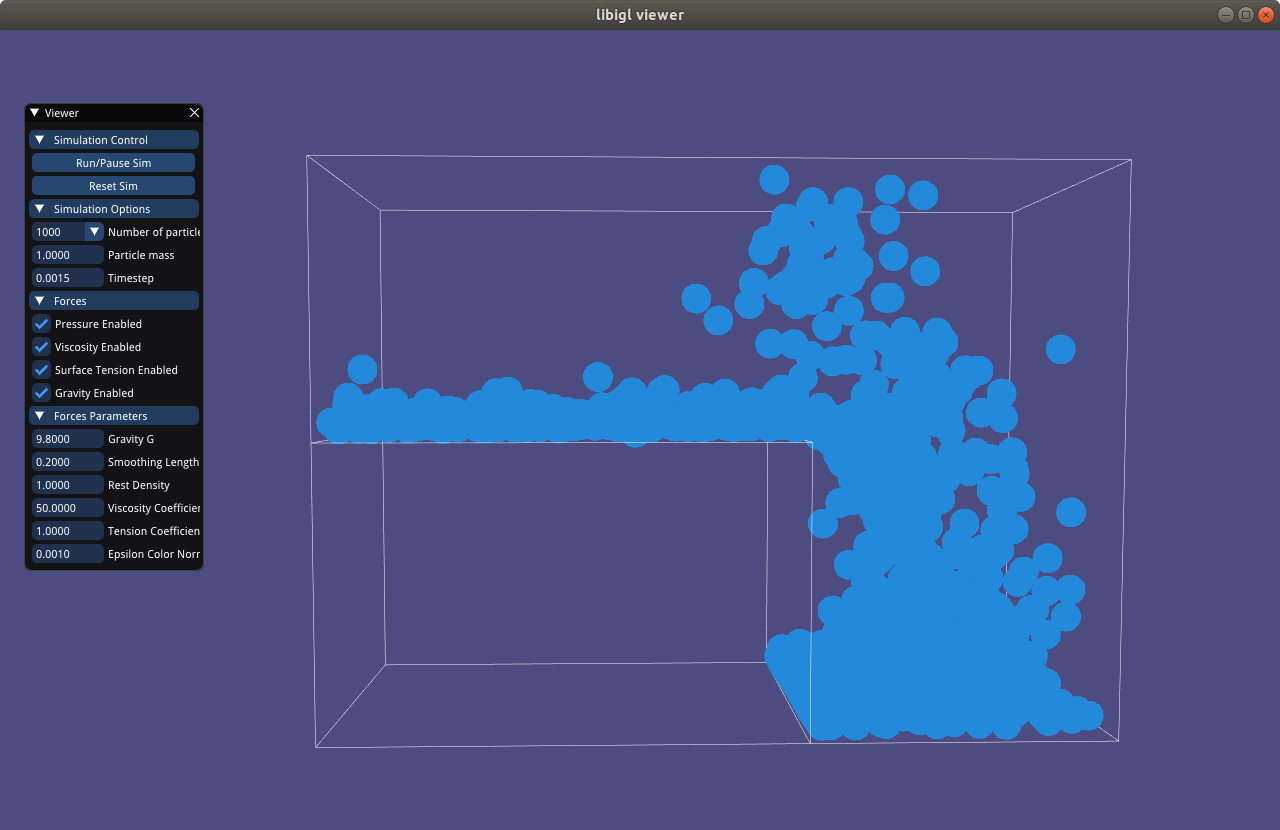 libigl viewer
Viewer
Simulation Control
Run/Pause Sim
Reset Sim
Simulation Options
1000 Number of particle
1.0000 Particle mass
0.0015 Timestep
Forces
Pressure Enabled
Viscosity Enabled
Surface Tension Enabled
Gravity Enabled
Forces Parameters
9.8000 Gravity G
0.2000 Smoothing Length
1.0000 Rest Density
50.0000 Viscosity Coefficien
1.0000 Tension Coefficien
0.0010 Epsilon Color Norr